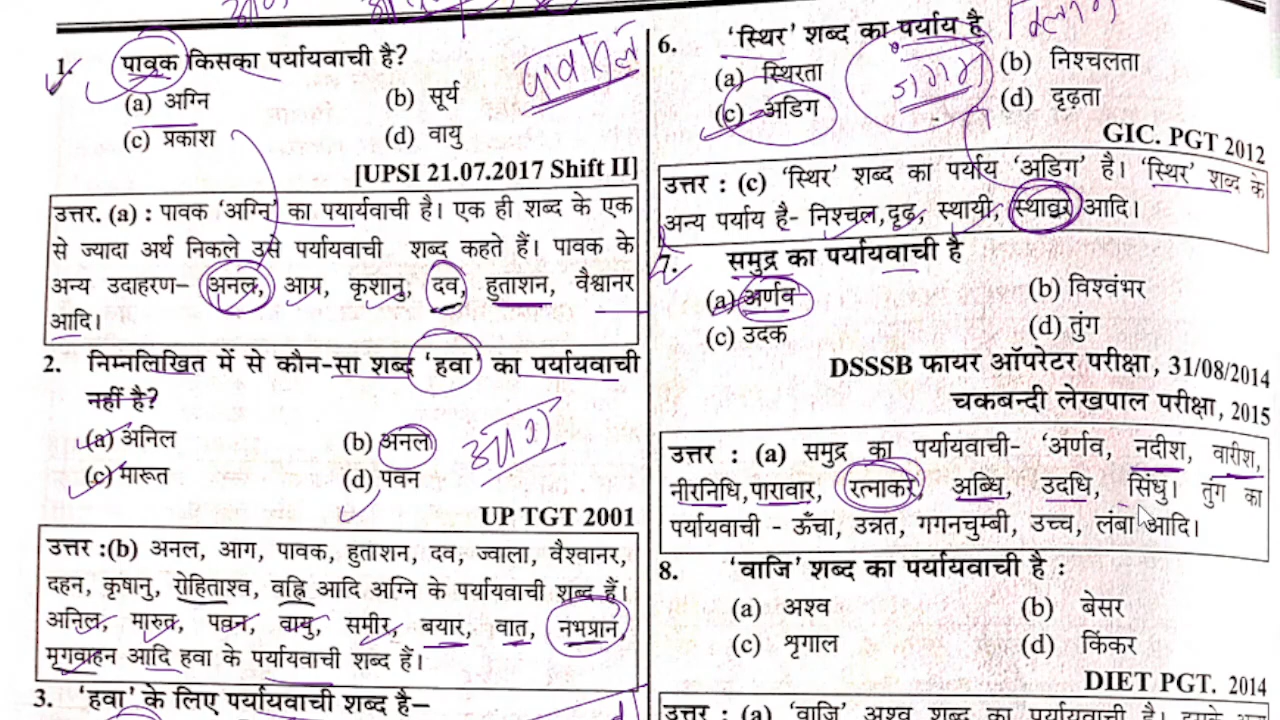 1. पावक किसका पर्यायवाची है?
(a) अग्नि (b) सूर्य
(c) प्रकाश (d) वायु
[UPSI 21.07.2017 Shift II]
उत्तर. (a) : पावक 'अग्नि' का पयार्यवाची है। एक ही शब्द के एक
से ज्यादा अर्थ निकले उसे पर्यायवाची शब्द कहते हैं। पावक के
अन्य उदाहरण– अनल, आग, कृशानु, दव, हुताशन, वैश्वानर
आदि।
2. निम्नलिखित में से कौन-सा शब्द 'हवा' का पर्यायवाची
नहीं है?
(a) अनिल (b) अनल
आग
(c) मारूत (d) पवन
UP TGT 2001
उत्तर :(b) अनल, आग, पावक, हुताशन, दव, ज्वाला, वैश्वानर,
दहन, कृषानु, रोहिताश्व, वह्नि आदि अग्नि के पर्यायवाची शब्द हैं।
अनिल, मारुत, पवन, वायु, समीर, बयार, वात, नभप्रान,
मृगवाहन आदि हवा के पर्यायवाची शब्द हैं।
3. 'हवा' के लिए पर्यायवाची शब्द है–
6. 'स्थिर' शब्द का पर्याय है
(a) स्थिरता (b) निश्चलता
(c) अडिग (d) दृढ़ता
GIC. PGT 2012
उत्तर : (c) 'स्थिर' शब्द का पर्याय 'अडिग' है। 'स्थिर' शब्द के
अन्य पर्याय है- निश्चल, दृढ़, स्थायी, स्थावर आदि।
7. समुद्र का पर्यायवाची है
(a) अर्णव (b) विश्वंभर
(c) उदक (d) तुंग
DSSSB फायर ऑपरेटर परीक्षा, 31/08/2014
चकबन्दी लेखपाल परीक्षा, 2015
उत्तर : (a) समुद्र का पर्यायवाची- 'अर्णव, नदीश, वारीश,
नीरनिधि, पारावार, रत्नाकर, अब्धि, उदधि, सिंधु। तुंग का
पर्यायवाची - ऊँचा, उन्नत, गगनचुम्बी, उच्च, लंबा आदि।
8. 'वाजि' शब्द का पर्यायवाची है :
(a) अश्व (b) बेसर
(c) श्रृगाल (d) किंकर
DIET PGT. 2014
उत्तर : (a) 'वाजि' अश्व शब्द का पर्यायवाची है।